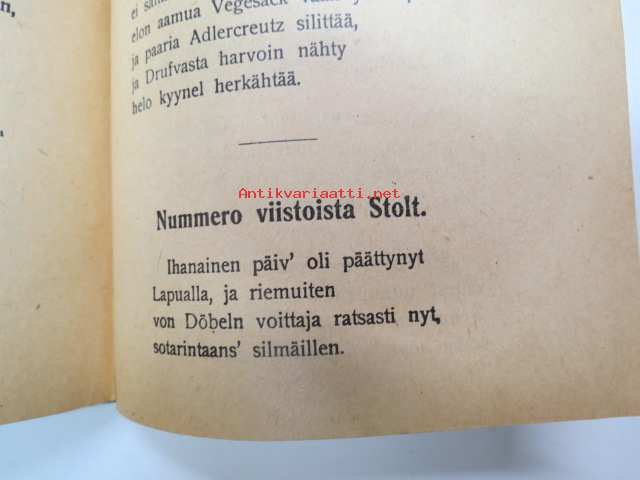 n,
ei
elon aamua Vegesack
ja paaria Adlercreutz silittää,
ja Drufvasta harvoin nähty
helo kyynel herkähtää.
Antikvariaatti.net
Nummero viistoista Stolt.
Ihanainen päiv' oli päättynyt
Lapualla, ja riemuiten
von Döbeln voittaja ratsasti nyt,
sotarintaans' silmäillen.